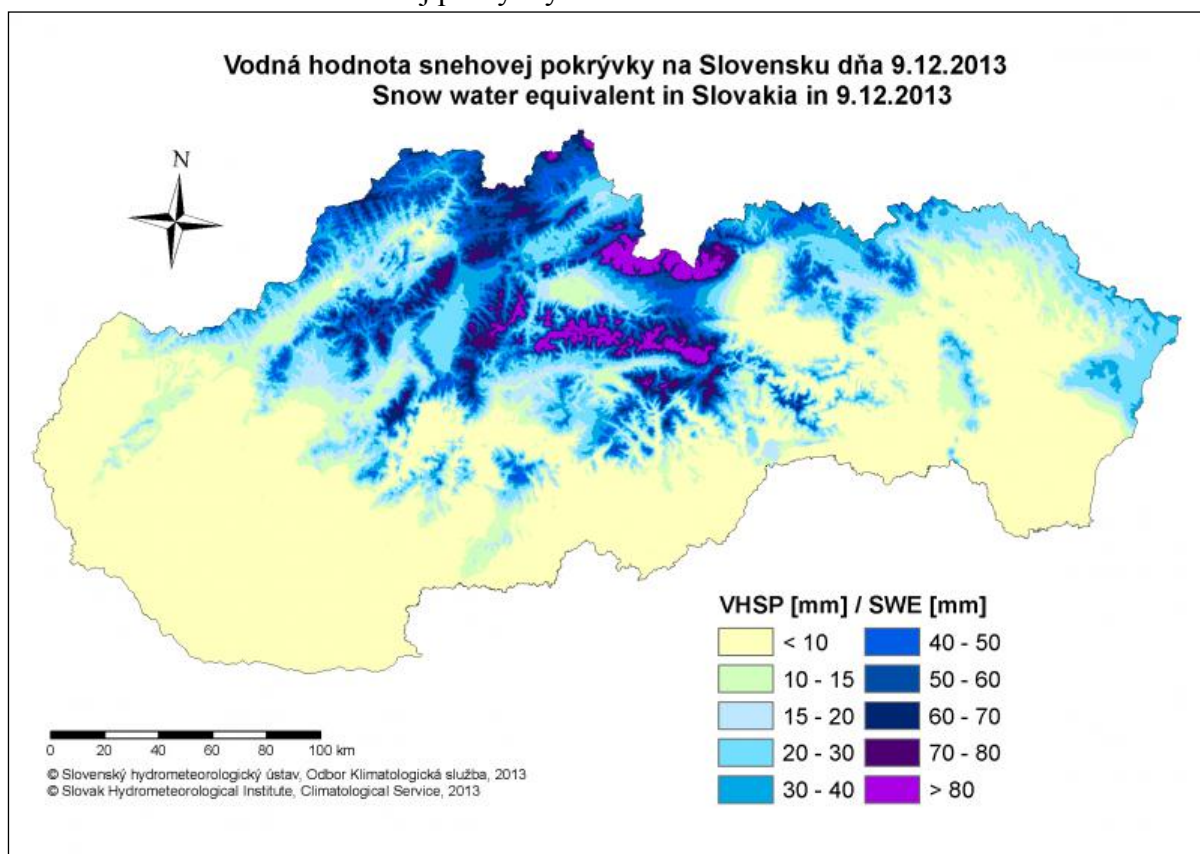 Vodná hodnota snehovej pokrývky na Slovensku dňa 9.12.2013
Snow water equivalent in Slovakia in 9.12.2013
N
VHSP [mm] / SWE [mm]
< 10
40 - 50
10 - 15
50 - 60
15 - 20
60 - 70
20 - 30
70 - 80
30 - 40
> 80
0 20 40 60 80 100 km
© Slovenský hydrometeorologický ústav, Odbor Klimatologická služba, 2013
© Slovak Hydrometeorological Institute, Climatological Service, 2013